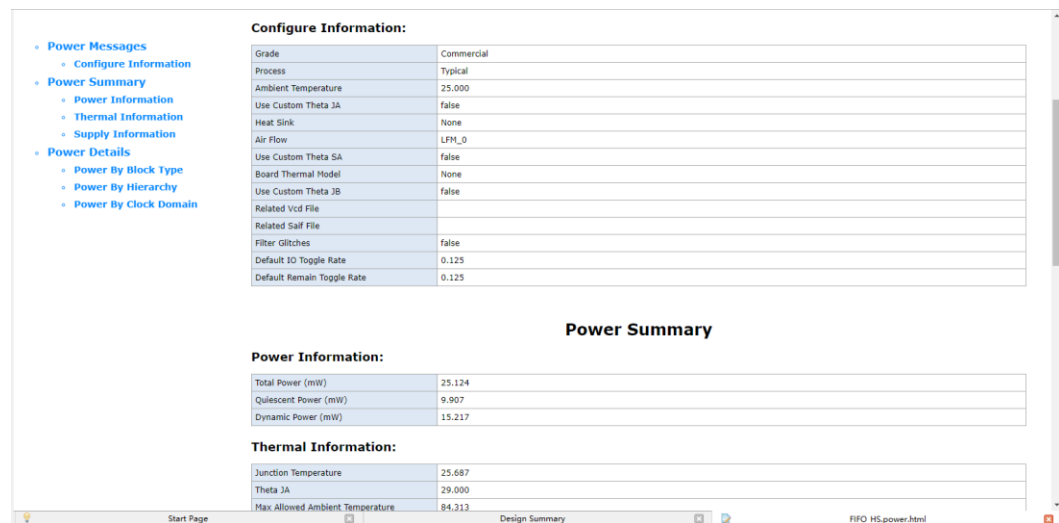 Power Messages
Configure Information
Power Summary
Power Information
Thermal Information
Supply Information
Power Details
Power By Block Type
Power By Hierarchy
Power By Clock Domain
Configure Information:
Grade Commercial
Process Typical
Ambient Temperature 25.000
Use Custom Theta JA false
Heat Sink None
Air Flow LFM_0
Use Custom Theta SA false
Board Thermal Model None
Use Custom Theta JB false
Related Vcd File
Related Saif File
Filter Glitches false
Default IO Toggle Rate 0.125
Default Remain Toggle Rate 0.125
Power Summary
Power Information:
Total Power (mW) 25.124
Quiescent Power (mW) 9.907
Dynamic Power (mW) 15.217
Thermal Information:
Junction Temperature 25.687
Theta JA 29.000
Max Allowed Ambient Temperature 84.313
Start Page Design Summary FIFO HS.power.html